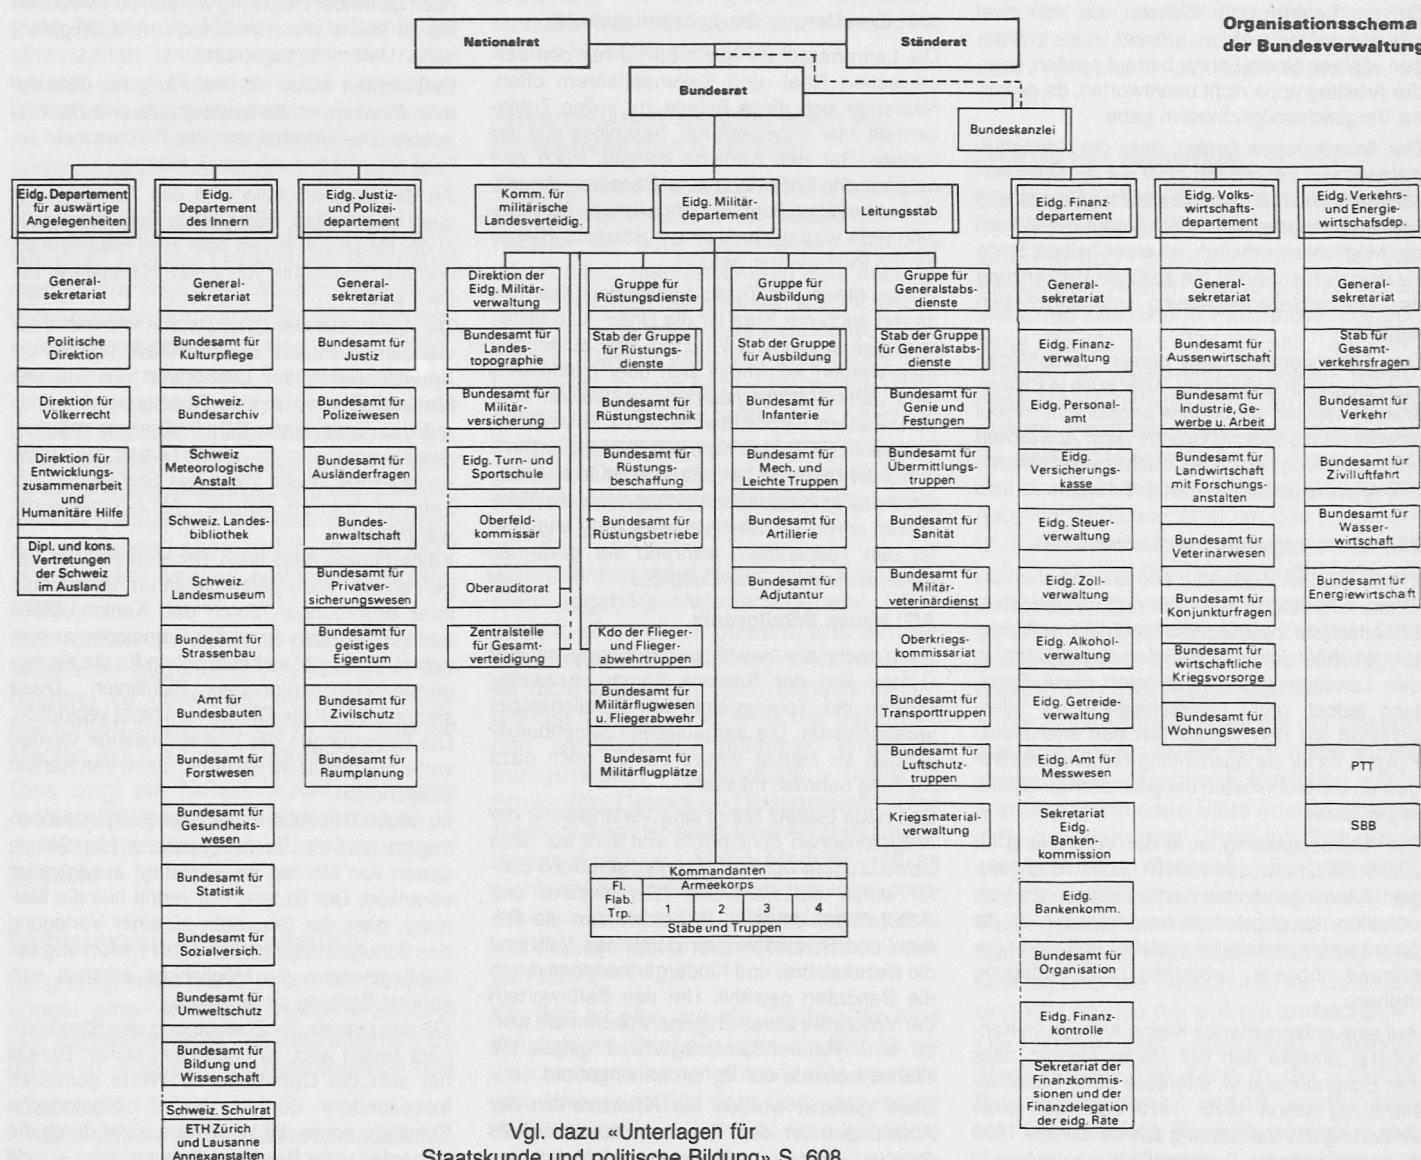 Organisationsschema
der Bundesverwaltung
Nationalrat
Ständerat
Bundesrat
Bundeskanzlei
Eidg. Departement
für auswärtige
Angelegenheiten
General-
sekretariat
Politische
Direktion
Direktion für
Völkerrecht
Direktion für
Entwicklungs-
zusammenarbeit
und
Humanitäre Hilfe
Dipl. und kons.
Vertretungen
der Schweiz
im Ausland
Eidg.
Departement
des Innern
General-
sekretariat
Bundesamt für
Kulturpflege
Schweiz.
Bundesarchiv
Schweiz
Meteorologische
Anstalt
Schweiz. Landes-
bibliothek
Schweiz.
Landesmuseum
Bundesamt für
Strassenbau
Amt für
Bundesbauten
Bundesamt für
Forstwesen
Bundesamt für
Gesundheits-
wesen
Bundesamt für
Statistik
Bundesamt für
Sozialversich.
Bundesamt für
Umweltschutz
Bundesamt für
Bildung und
Wissenschaft
Schweiz. Schulrat
ETH Zürich
und Lausanne
Annexanstalten
Eidg. Justiz-
und Polizei-
departement
General-
sekretariat
Bundesamt für
Justiz
Bundesamt für
Polizeiwesen
Bundesamt für
Ausländerfragen
Bundes-
anwaltschaft
Bundesamt für
Privatver-
sicherungswesen
Bundesamt für
geistiges
Eigentum
Bundesamt für
Zivilschutz
Bundesamt für
Raumplanung
Komm. für
militärische
Landesverteidig.
Eidg. Militär-
departement
Leitungsstab
Direktion der
Eidg. Militär-
verwaltung
Bundesamt für
Landes-
topographie
Bundesamt für
Militär-
versicherung
Eidg. Turn- und
Sportschule
Oberfeld-
kommissär
Oberauditorat
Zentralstelle
für Gesamt-
verteidigung
Gruppe für
Rüstungsdienste
Stab der Gruppe
für Rüstungs-
dienste
Bundesamt für
Rüstungstechnik
Bundesamt für
Rüstungs-
beschaffung
Bundesamt für
Rüstungsbetriebe
Kdo der Flieger-
und Flieger-
abwehrtruppen
Bundesamt für
Militärflugwesen
u. Fliegerabwehr
Bundesamt für
Militärflugplätze
Gruppe für
Ausbildung
Stab der Gruppe
für Ausbildung
Bundesamt für
Infanterie
Bundesamt für
Mech. und
Leichte Truppen
Bundesamt für
Artillerie
Bundesamt für
Adjutantur
Gruppe für
Generalstabs-
dienste
Stab der Gruppe
für Generalstabs-
dienste
Bundesamt für
Genie und
Festungen
Bundesamt für
Übermittlungs-
truppen
Bundesamt für
Sanität
Bundesamt für
Militär-
veterinärdienst
Oberkriegs-
kommissariat
Bundesamt für
Transporttruppen
Bundesamt für
Luftschutz-
truppen
Kriegsmaterial-
verwaltung
Kommandanten
Fl.
Flab.
Trp.
Armeekorps
1 2 3 4
Stäbe und Truppen
Eidg. Finanz-
departement
General-
sekretariat
Eidg. Finanz-
verwaltung
Eidg. Personal-
amt
Eidg.
Versicherungs-
kasse
Eidg. Steuer-
verwaltung
Eidg. Zoll-
verwaltung
Eidg. Alkohol-
verwaltung
Eidg. Getreide-
verwaltung
Eidg. Amt für
Messwesen
Sekretariat
Eidg.
Banken-
kommission
Eidg.
Bankenkomm.
Bundesamt für
Organisation
Eidg. Finanz-
kontrolle
Sekretariat der
Finanzkommis-
sionen und der
Finanzdelegation
der eidg. Räte
Eidg. Volks-
wirtschafts-
departement
General-
sekretariat
Bundesamt für
Aussenwirtschaft
Bundesamt für
Industrie, Ge-
werbe u. Arbeit
Bundesamt für
Landwirtschaft
mit Forschungs-
anstalten
Bundesamt für
Veterinärwesen
Bundesamt für
Konjunkturfragen
Bundesamt für
wirtschaftliche
Kriegsvorsorge
Bundesamt für
Wohnungswesen
Eidg. Verkehrs-
und Energie-
wirtschaftsdep.
General-
sekretariat
Stab für
Gesamt-
verkehrsfragen
Bundesamt für
Verkehr
Bundesamt für
Zivilluftfahrt
Bundesamt für
Wasser-
wirtschaft
Bundesamt für
Energiewirtschaft
PTT
SBB
Vgl. dazu «Unterlagen für
Staatskunde und politische Bildung» S. 608